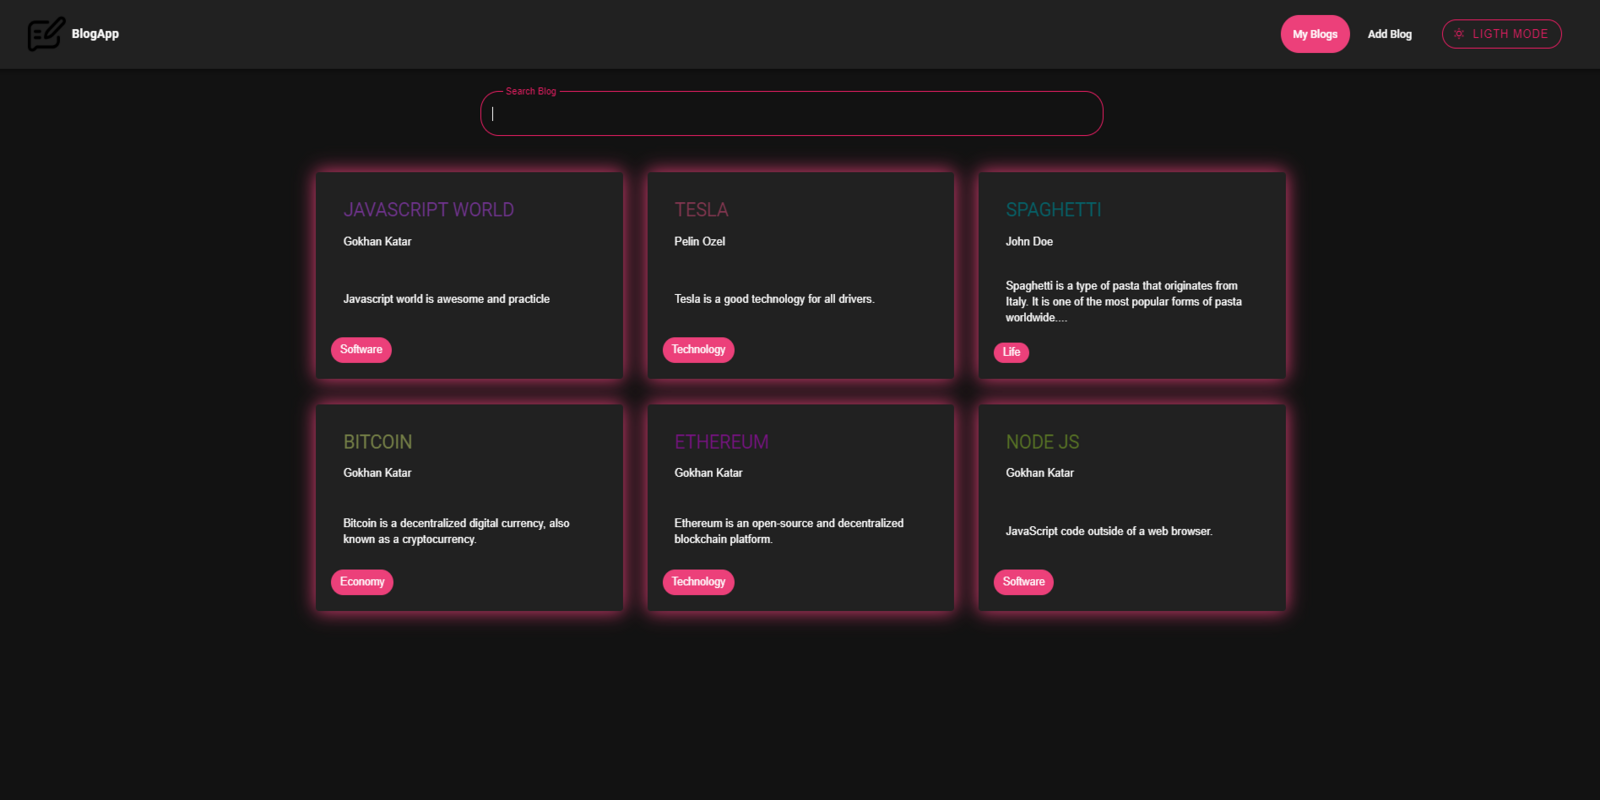 BlogApp
My Blogs
Add Blog
LIGTH MODE
Search Blog
JAVASCRIPT WORLD
Gokhan Katar
Javascript world is awesome and practicle
Software
TESLA
Pelin Ozel
Tesla is a good technology for all drivers.
Technology
SPAGHETTI
John Doe
Spaghetti is a type of pasta that originates from
Italy. It is one of the most popular forms of pasta
worldwide....
Life
BITCOIN
Gokhan Katar
Bitcoin is a decentralized digital currency, also
known as a cryptocurrency.
Economy
ETHEREUM
Gokhan Katar
Ethereum is an open-source and decentralized
blockchain platform.
Technology
NODE JS
Gokhan Katar
JavaScript code outside of a web browser.
Software